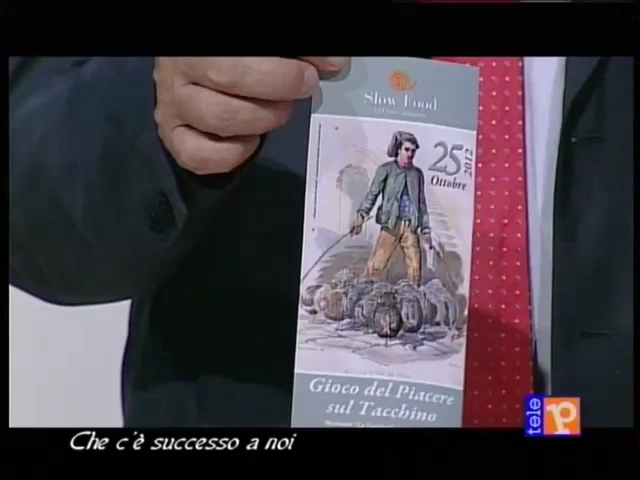 Slow Food
25
Ottobre
2012
Gioco del Piacere
sul Tacchino
Che c'è successo a noi
tele p